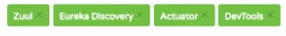 Zuul × Eureka Discovery × Actuator × DevTools ×